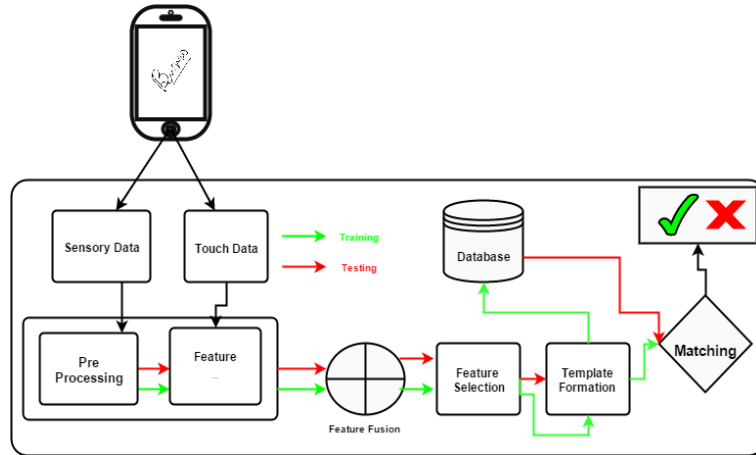 Sensory Data
Touch Data
Training
Testing
Database
Pre
Processing
Feature
Feature Fusion
Feature
Selection
Template
Formation
Matching